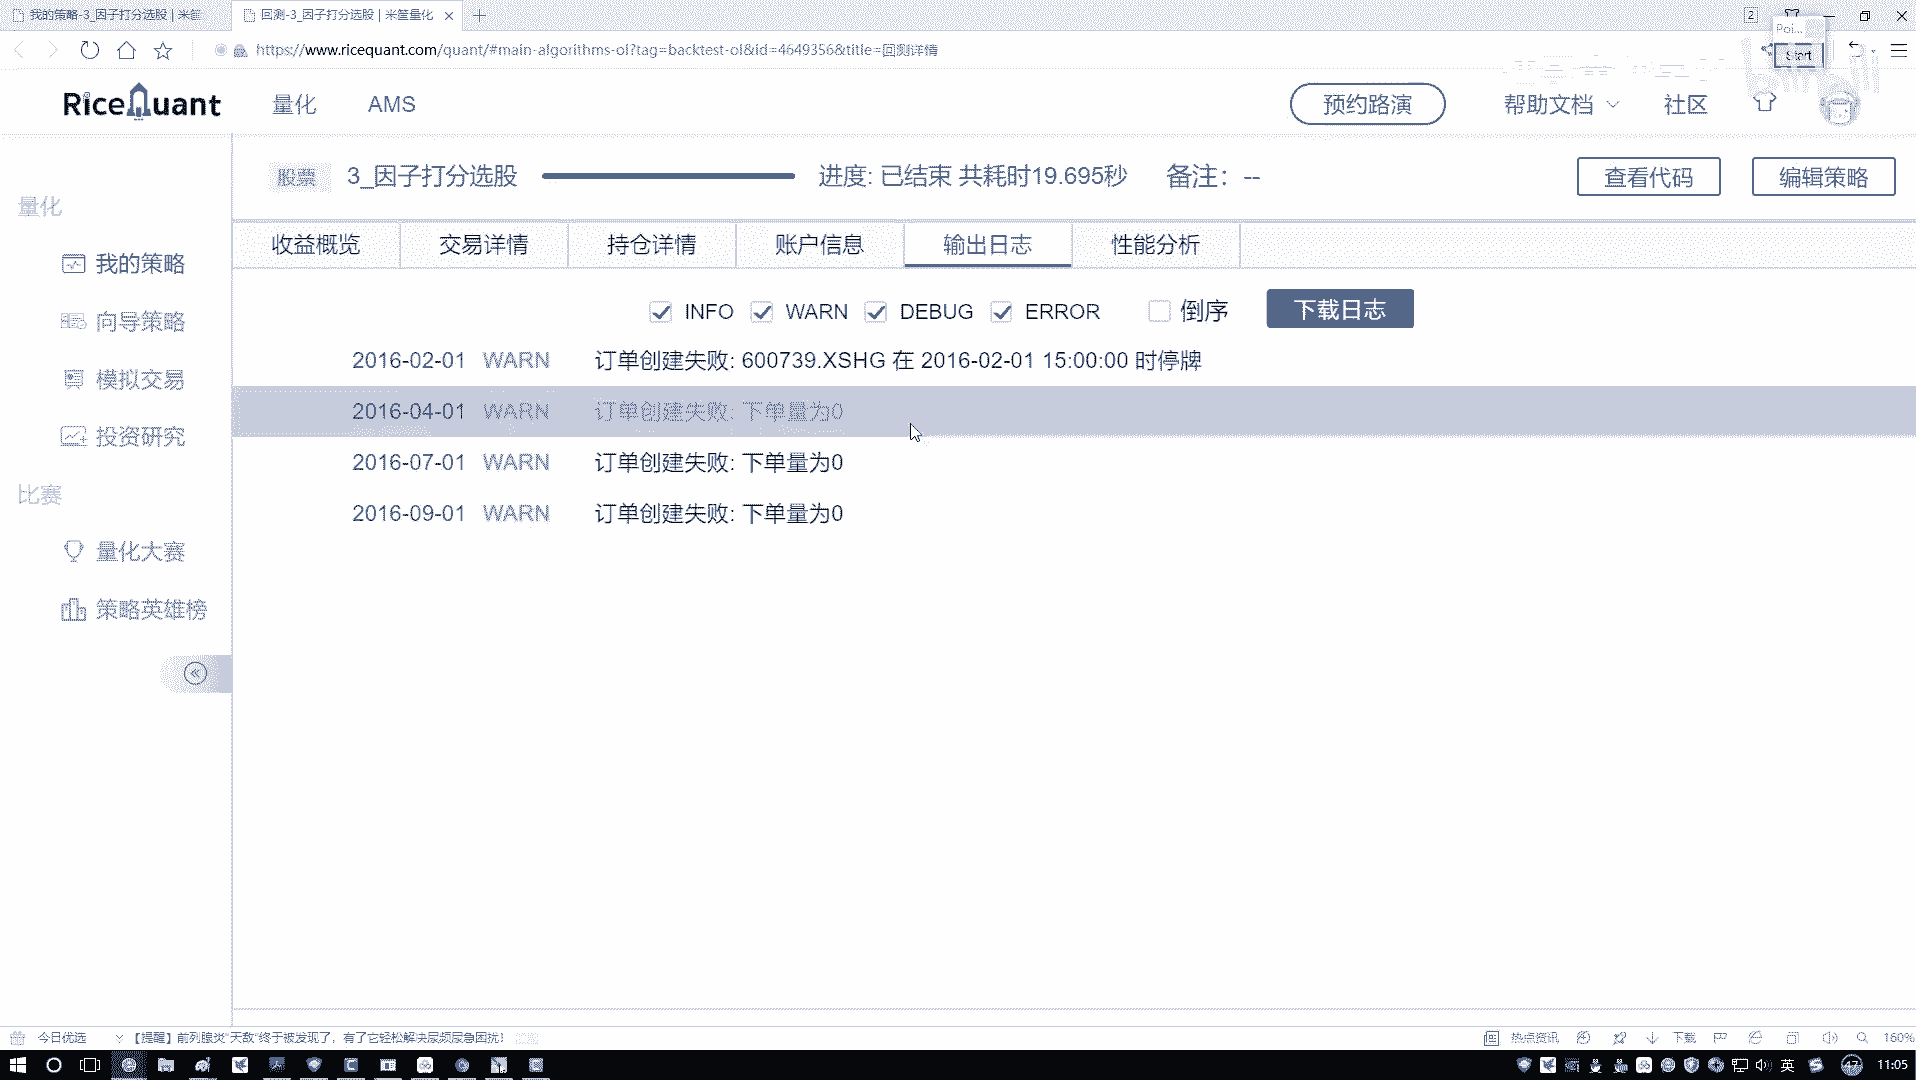 我的策略-3_因子打分选股 | 米筐
回测-3_因子打分选股 | 米筐量化
2
Poi...
https://www.ricequant.com/quant/#main-algorithms-ol?tag=backtest-ol&id=4649356&title=回测详情
Start
RiceQuant
量化
AMS
预约路演
帮助文档
社区
股票
3_因子打分选股
进度: 已结束 共耗时19.695秒
备注: --
查看代码
编辑策略
量化
我的策略
向导策略
模拟交易
投资研究
比赛
量化大赛
策略英雄榜
收益概览
交易详情
持仓详情
账户信息
输出日志
性能分析
INFO
WARN
DEBUG
ERROR
倒序
下载日志
2016-02-01 WARN 订单创建失败: 600739.XSHG 在 2016-02-01 15:00:00 时停牌
2016-04-01 WARN 订单创建失败: 下单量为0
2016-07-01 WARN 订单创建失败: 下单量为0
2016-09-01 WARN 订单创建失败: 下单量为0
今日优选
【提醒】前列腺炎"天敌"终于被发现了，有了它轻松解决尿频尿急困扰!
热点资讯
下载
160%
英
47
11:05